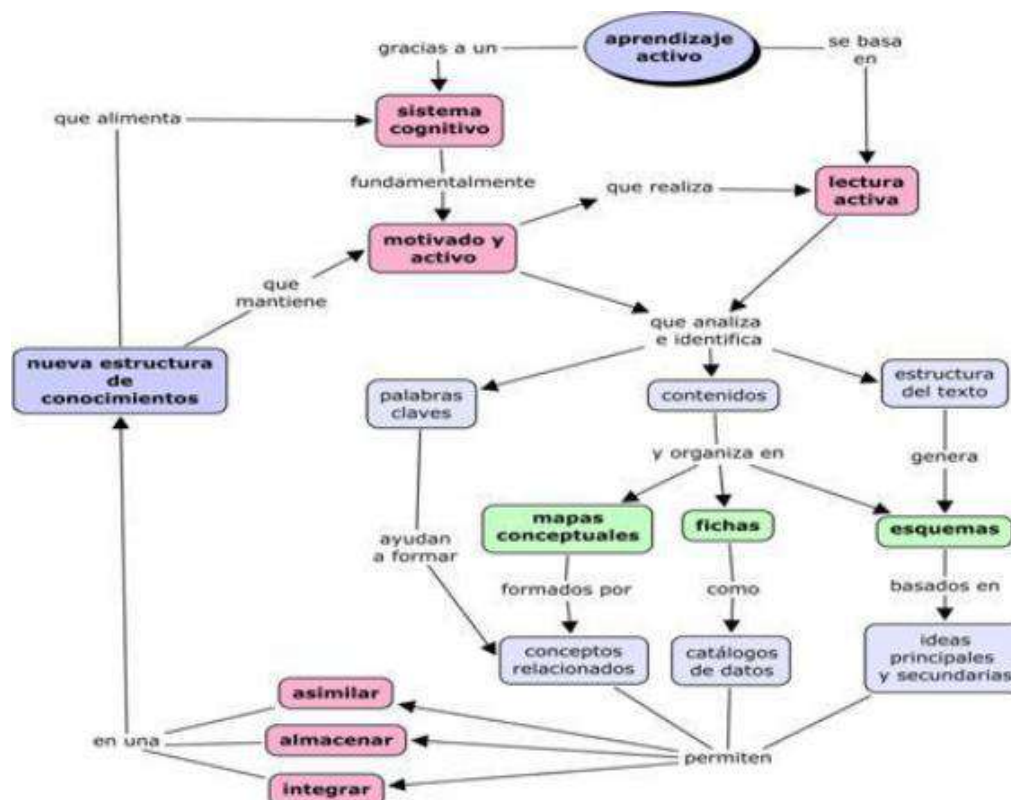 aprendizaje
activo
gracias a un
se basa
en
sistema
cognitivo
que alimenta
fundamentalmente
que realiza
lectura
activa
motivado y
activo
que
mantiene
que analiza
e identifica
nueva estructura
de
conocimientos
palabras
claves
contenidos
estructura
del texto
y organiza en
genera
mapas
conceptuales
fichas
esquemas
ayudan
a formar
formados por
como
basados en
conceptos
relacionados
catálogos
de datos
ideas
principales
y secundarias
asimilar
en una
almacenar
permiten
integrar